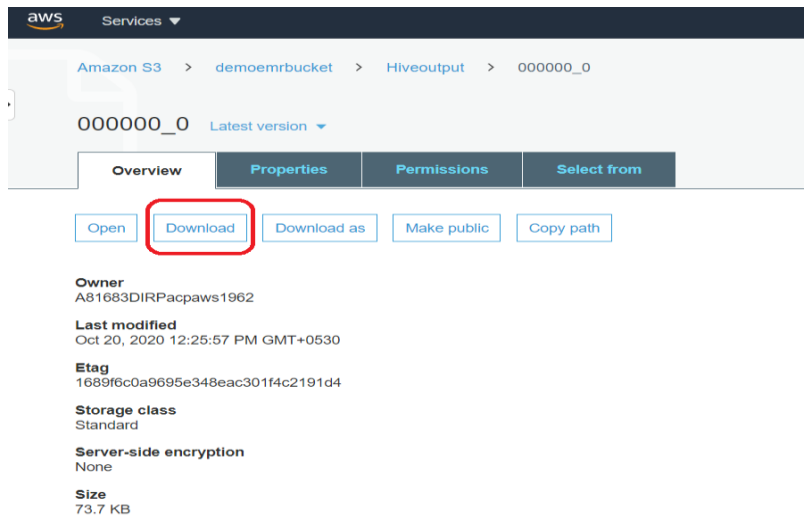 aws Services
Amazon S3 > demoemrbucket > Hiveoutput > 000000_0
000000_0 Latest version
Overview Properties Permissions Select from
Open Download Download as Make public Copy path
Owner
A81683DIRPacpaws1962
Last modified
Oct 20, 2020 12:25:57 PM GMT+0530
Etag
1689f6c0a9695e348eac301f4c2191d4
Storage class
Standard
Server-side encryption
None
Size
73.7 KB